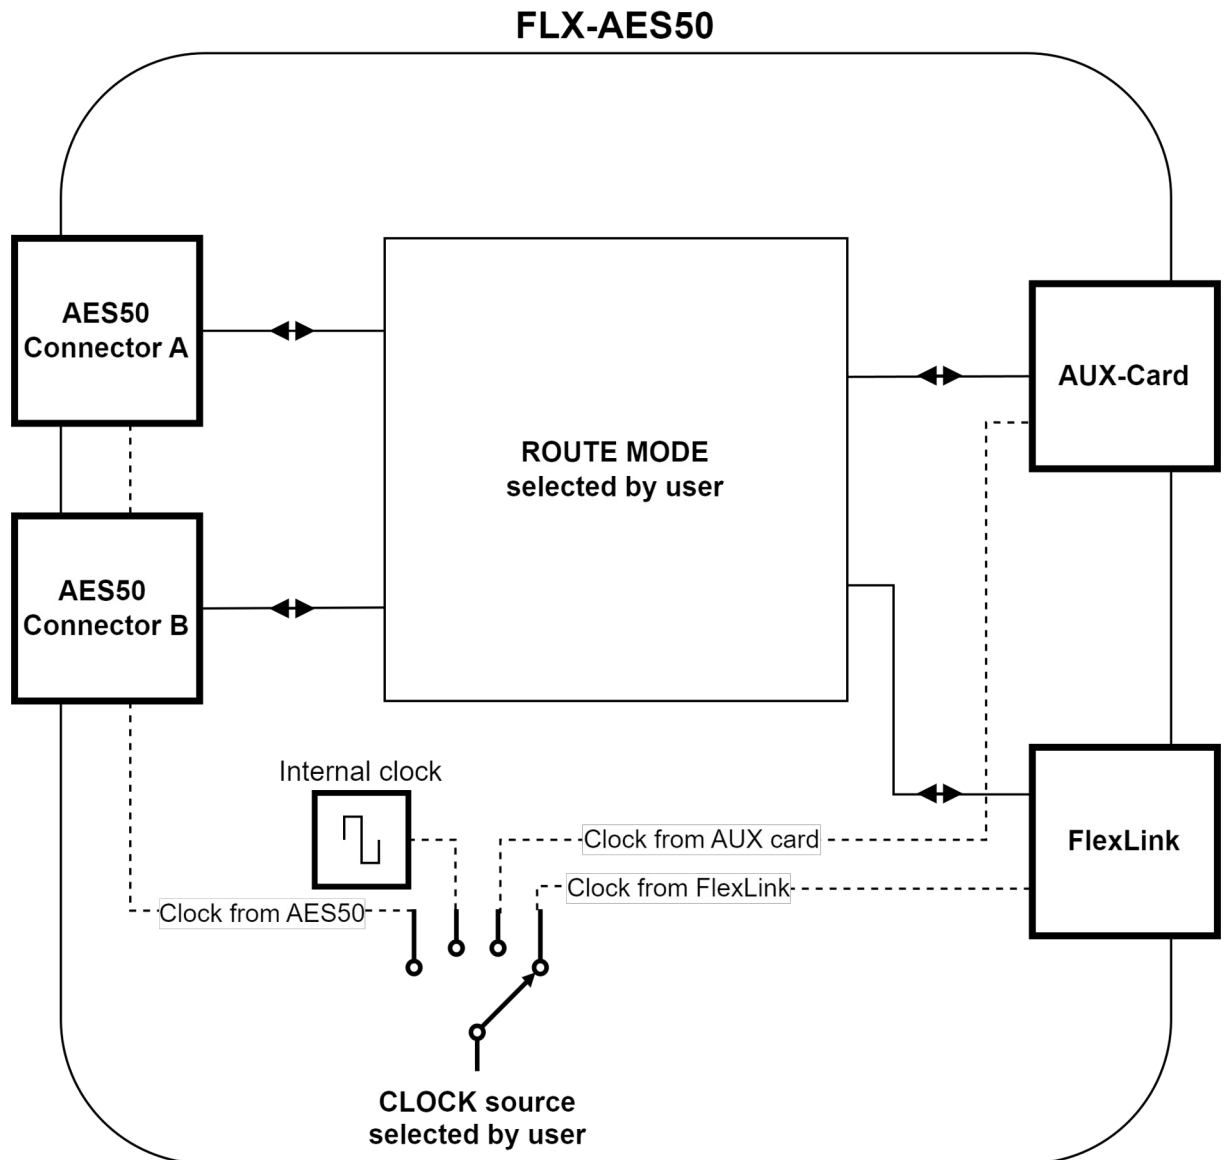 FLX-AES50
AES50
Connector A
AUX-Card
ROUTE MODE
selected by user
AES50
Connector B
Internal clock
Clock from AUX card
FlexLink
Clock from FlexLink
Clock from AES50
CLOCK source
selected by user